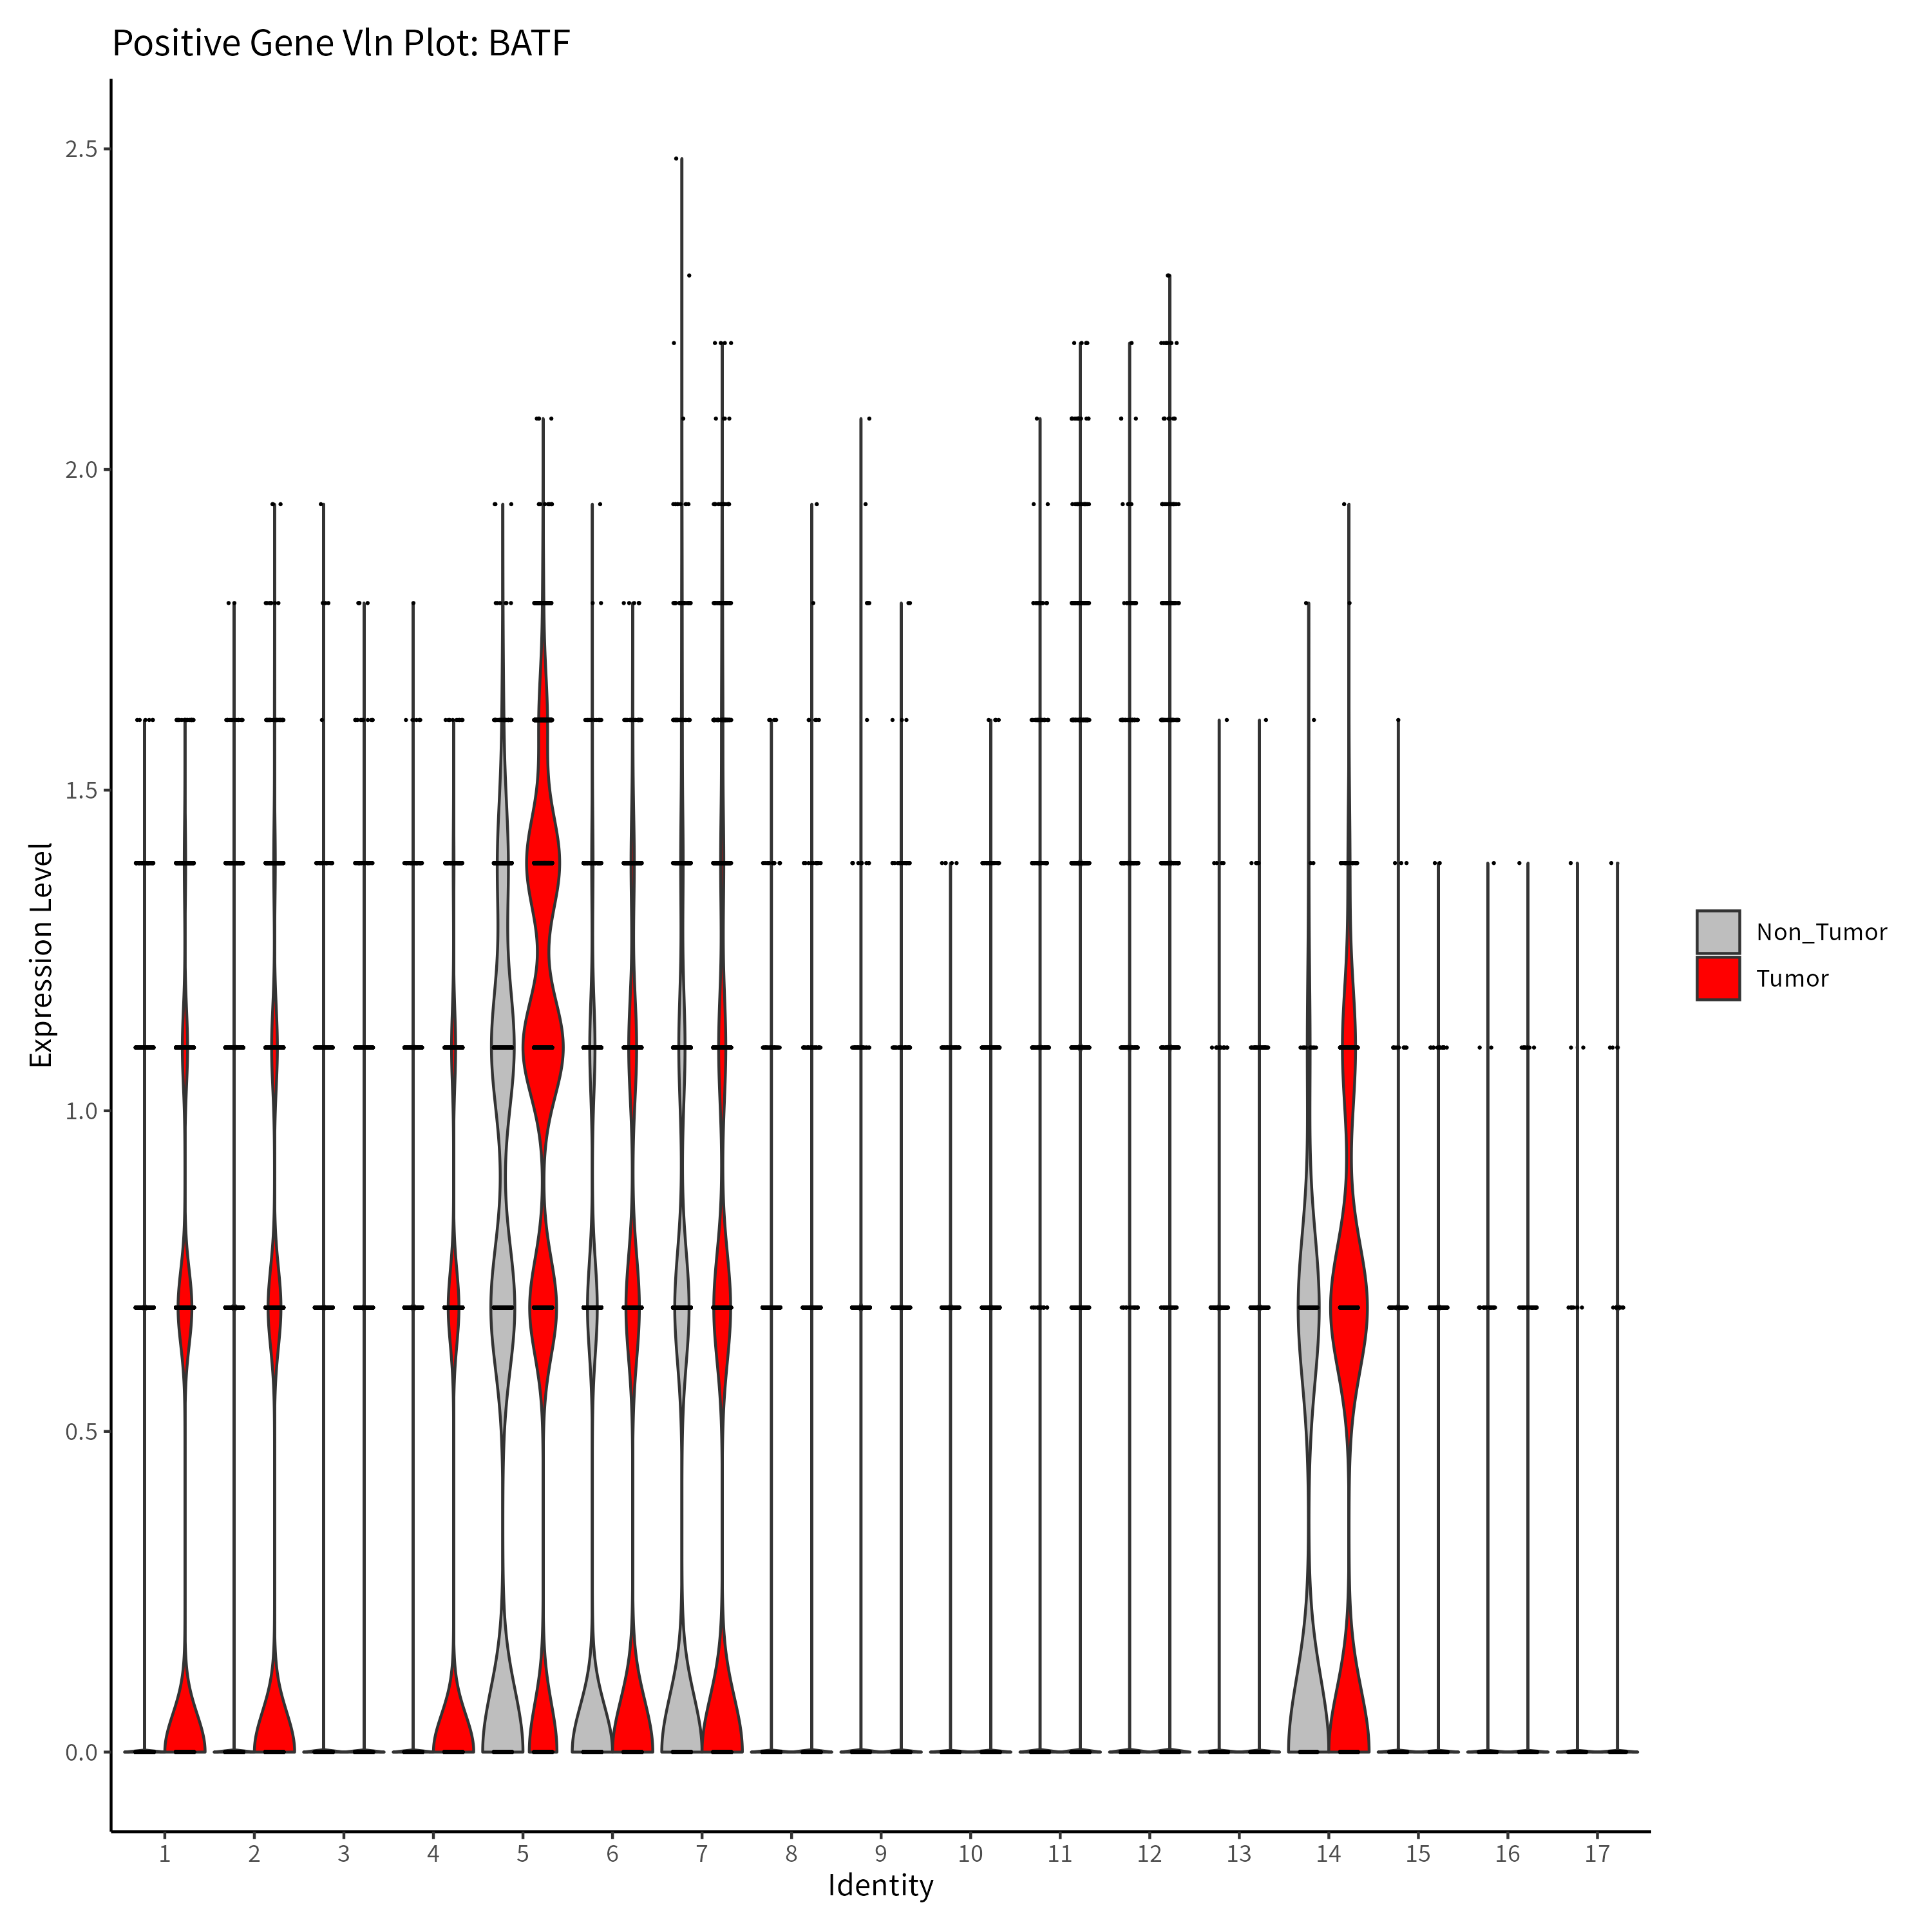 Positive Gene Vln Plot: BATF
2.5
2.0
1.5
1.0
0.5
0.0
Expression Level
1 2 3 4 5 6 7 8 9 10 11 12 13 14 15 16 17
Identity
Non_Tumor
Tumor